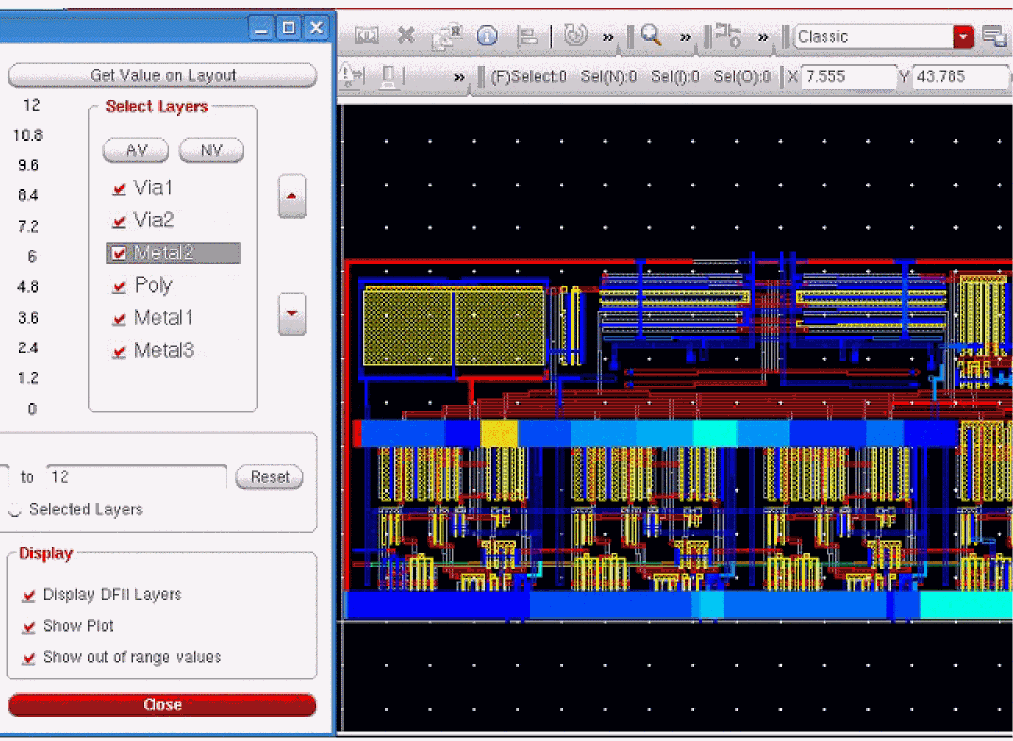 Classic
(F)Select:0 Sel(N):0 Sel(I):0 Sel(O):0 X 7.555 Y 43.785
Get Value on Layout
12
10.8
9.6
8.4
7.2
6
4.8
3.6
2.4
1.2
0
Select Layers
AV NV
Via1
Via2
Metal2
Poly
Metal1
Metal3
to 12 Reset
Selected Layers
Display
Display DFII Layers
Show Plot
Show out of range values
Close